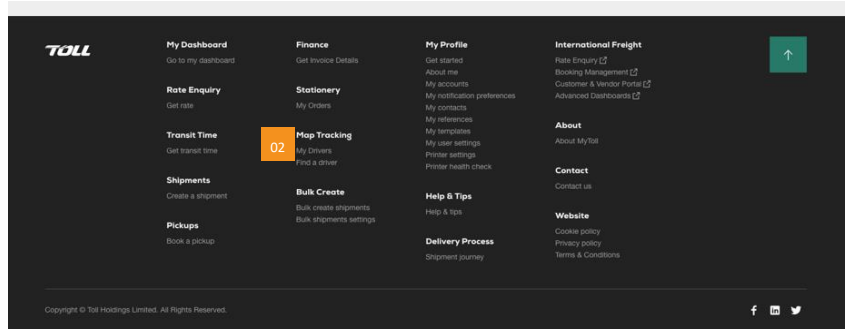 TOLL
My Dashboard
Go to my dashboard
Rate Enquiry
Get rate
Transit Time
Get transit time
Shipments
Create a shipment
Pickups
Book a pickup
Finance
Get Invoice Details
Stationery
My Orders
02
Map Tracking
My Drivers
Find a driver
Bulk Create
Bulk create shipments
Bulk shipments settings
My Profile
Get started
About me
My accounts
My notification preferences
My contacts
My references
My templates
My user settings
Printer settings
Printer health check
Help & Tips
Help & tips
Delivery Process
Shipment journey
International Freight
Rate Enquiry
Booking Management
Customer & Vendor Portal
Advanced Dashboards
About
About MyToll
Contact
Contact us
Website
Cookie policy
Privacy policy
Terms & Conditions
Copyright © Toll Holdings Limited. All Rights Reserved.